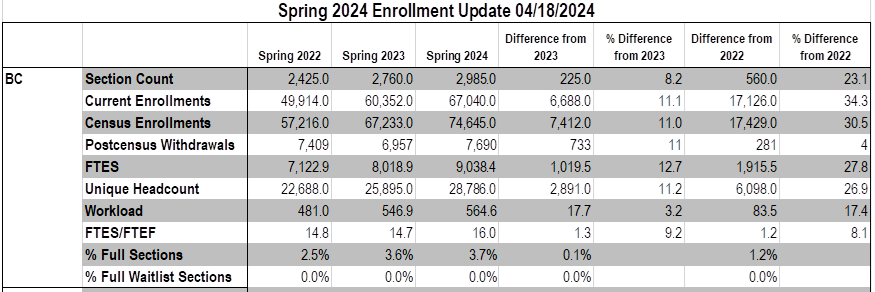 Spring 2024 Enrollment Update 04/18/2024
Spring 2022 Spring 2023 Spring 2024 Difference from 2023 % Difference from 2023 Difference from 2022 % Difference from 2022
BC Section Count 2,425.0 2,760.0 2,985.0 225.0 8.2 560.0 23.1
Current Enrollments 49,914.0 60,352.0 67,040.0 6,688.0 11.1 17,126.0 34.3
Census Enrollments 57,216.0 67,233.0 74,645.0 7,412.0 11.0 17,429.0 30.5
Postcensus Withdrawals 7,409 6,957 7,690 733 11 281 4
FTES 7,122.9 8,018.9 9,038.4 1,019.5 12.7 1,915.5 27.8
Unique Headcount 22,688.0 25,895.0 28,786.0 2,891.0 11.2 6,098.0 26.9
Workload 481.0 546.9 564.6 17.7 3.2 83.5 17.4
FTES/FTEF 14.8 14.7 16.0 1.3 9.2 1.2 8.1
% Full Sections 2.5% 3.6% 3.7% 0.1% 1.2%
% Full Waitlist Sections 0.0% 0.0% 0.0% 0.0% 0.0%